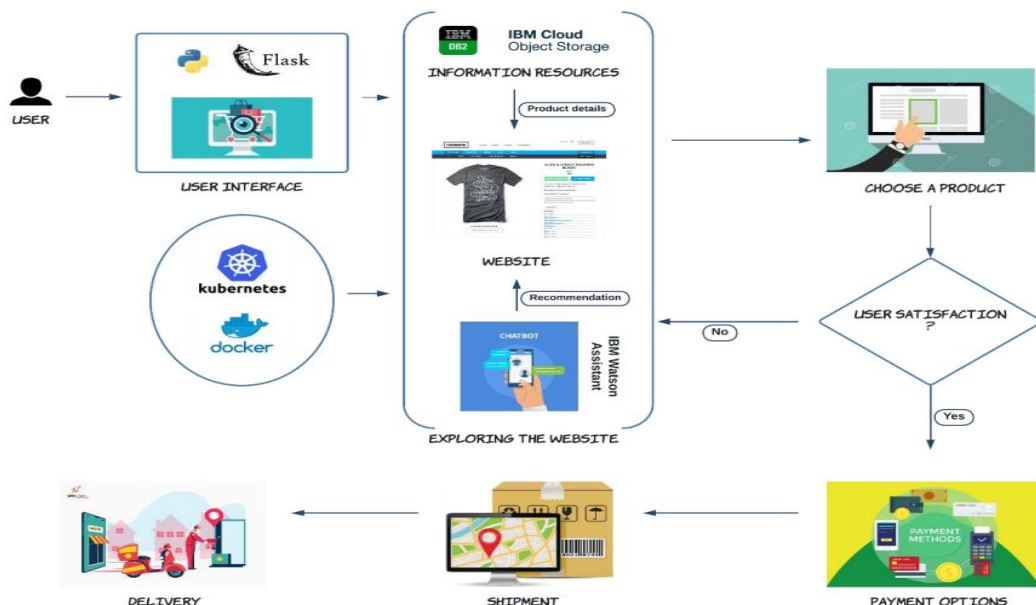 IBM
DB2
IBM Cloud
Object Storage
Flask
INFORMATION RESOURCES
Product details
USER
USER INTERFACE
CHOOSE A PRODUCT
WEBSITE
kubernetes
Recommendation
docker
CHATBOT
IBM Watson
Assistant
USER SATISFACTION
?
No
Yes
EXPLORING THE WEBSITE
PAYMENT
METHODS
DELIVERY
SHIPMENT
PAYMENT OPTIONS